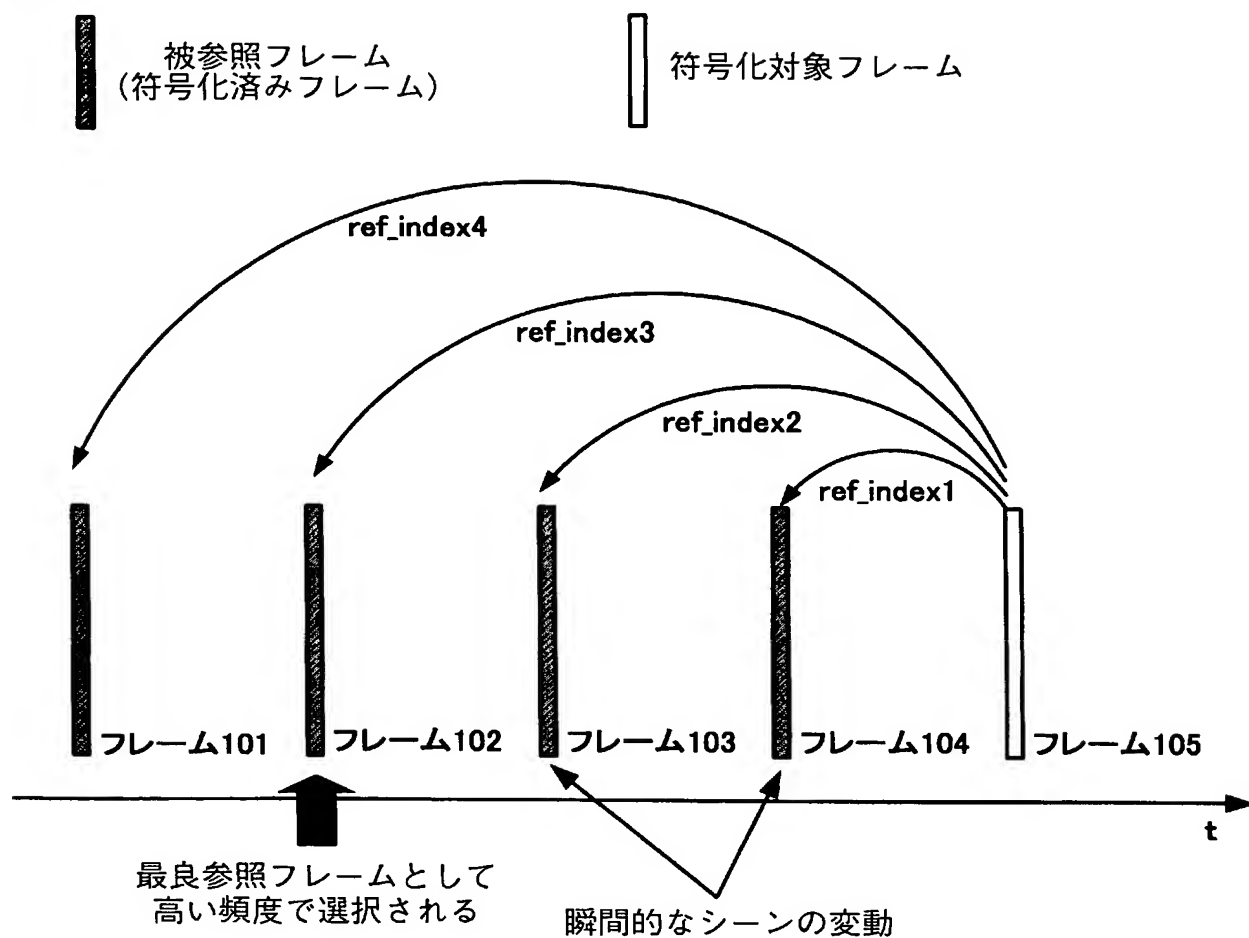 被参照フレーム
(符号化済みフレーム)
符号化対象フレーム
ref_index4
ref_index3
ref_index2
ref_index1
フレーム101
フレーム102
フレーム103
フレーム104
フレーム105
t
最良参照フレームとして
高い頻度で選択される
瞬間的なシーンの変動